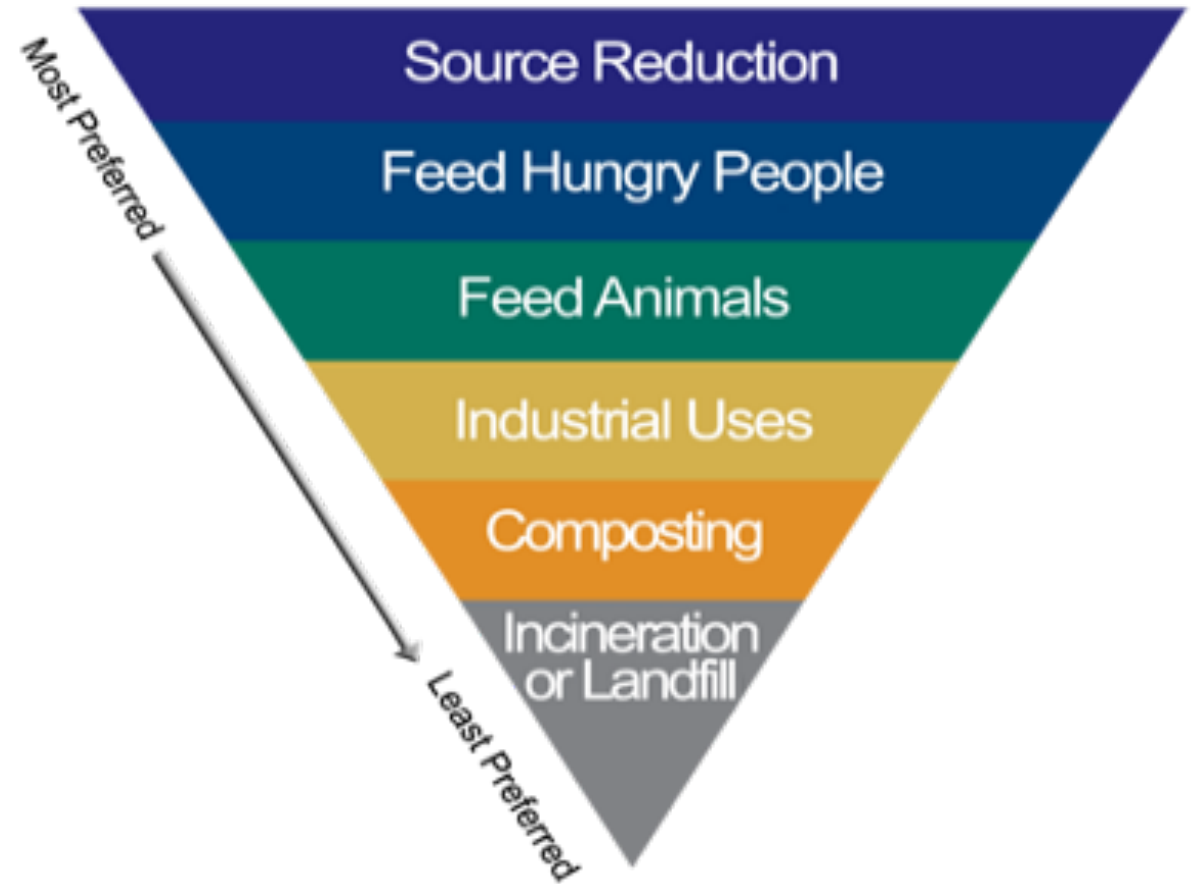 Most Preferred
Source Reduction
Feed Hungry People
Feed Animals
Industrial Uses
Composting
Incineration
or Landfill
Least Preferred